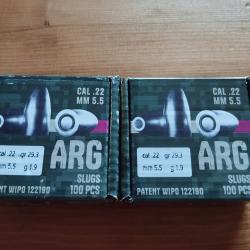 CAL .22
MM 5.5
ARG
cal .22 gr 29.3
mm 5.5 g 1.9
SLUGS
100 PCS
PATENT WIPO 122190
CAL .22
MM 5.5
ARG
cal .22 gr 29.3
mm 5.5 g 1.9
SLUGS
100 PCS
PATENT WIPO 122190